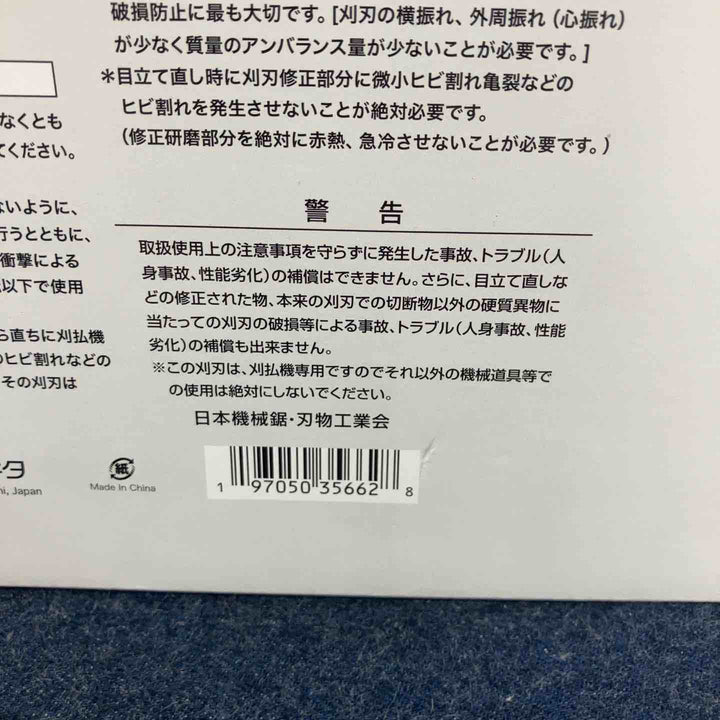 破損防止に最も大切です。[刈刃の横振れ、外周振れ(心振れ)
が少なく質量のアンバランス量が少ないことが必要です。]
＊目立て直し時に刈刃修正部分に微小ヒビ割れ亀裂などの
ヒビ割れを発生させないことが絶対必要です。
(修正研磨部分を絶対に赤熱、急冷させないことが必要です。)
なくとも
てください。
ないように、
行うとともに、
衝撃による
以下で使用
ら直ちに刈払機
のヒビ割れなどの
その刈刃は
警告
取扱使用上の注意事項を守らずに発生した事故、トラブル(人
身事故、性能劣化)の補償はできません。さらに、目立て直しな
どの修正された物、本来の刈刃での切断物以外の硬質異物に
当たっての刈刃の破損等による事故、トラブル(人身事故、性能
劣化)の補償も出来ません。
※この刈刃は、刈払機専用ですのでそれ以外の機械道具等で
の使用は絶対にしないでください。
日本機械鋸・刃物工業会
キタ
hi, Japan
紙
Made In China
1 97050 35662 8